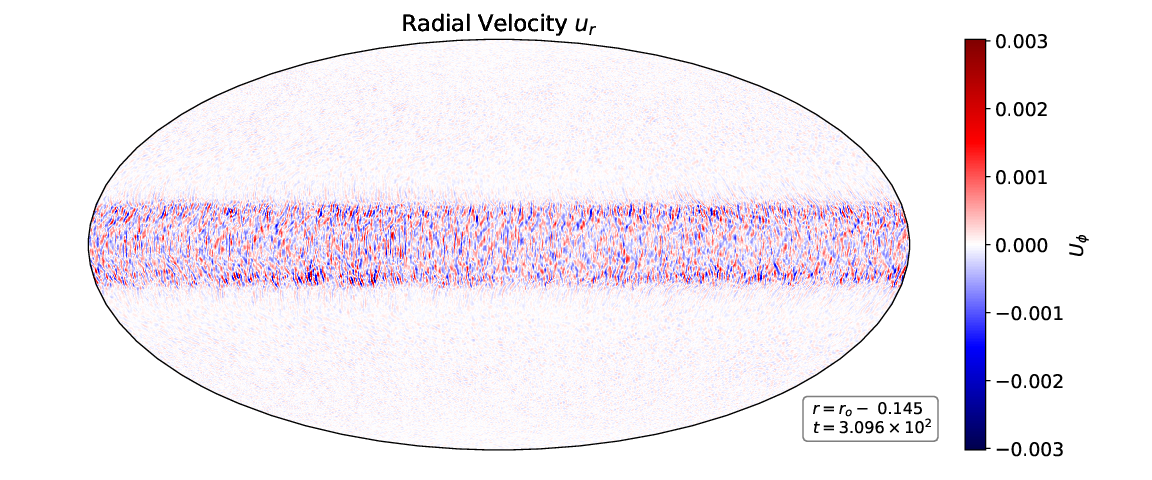 Radial Velocity $u_r$
0.003
0.002
0.001
0.000
−0.001
−0.002
−0.003
$U_\phi$
$r = r_o -$ 0.145
$t = 3.096 \times 10^2$